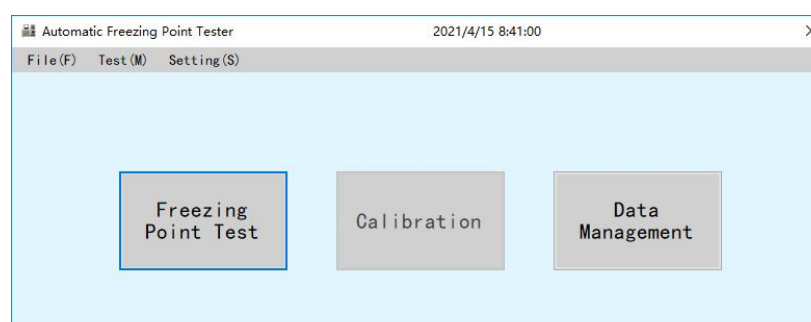 Automatic Freezing Point Tester 2021/4/15 8:41:00
File(F) Test(M) Setting(S)
Freezing
Point Test
Calibration
Data
Management